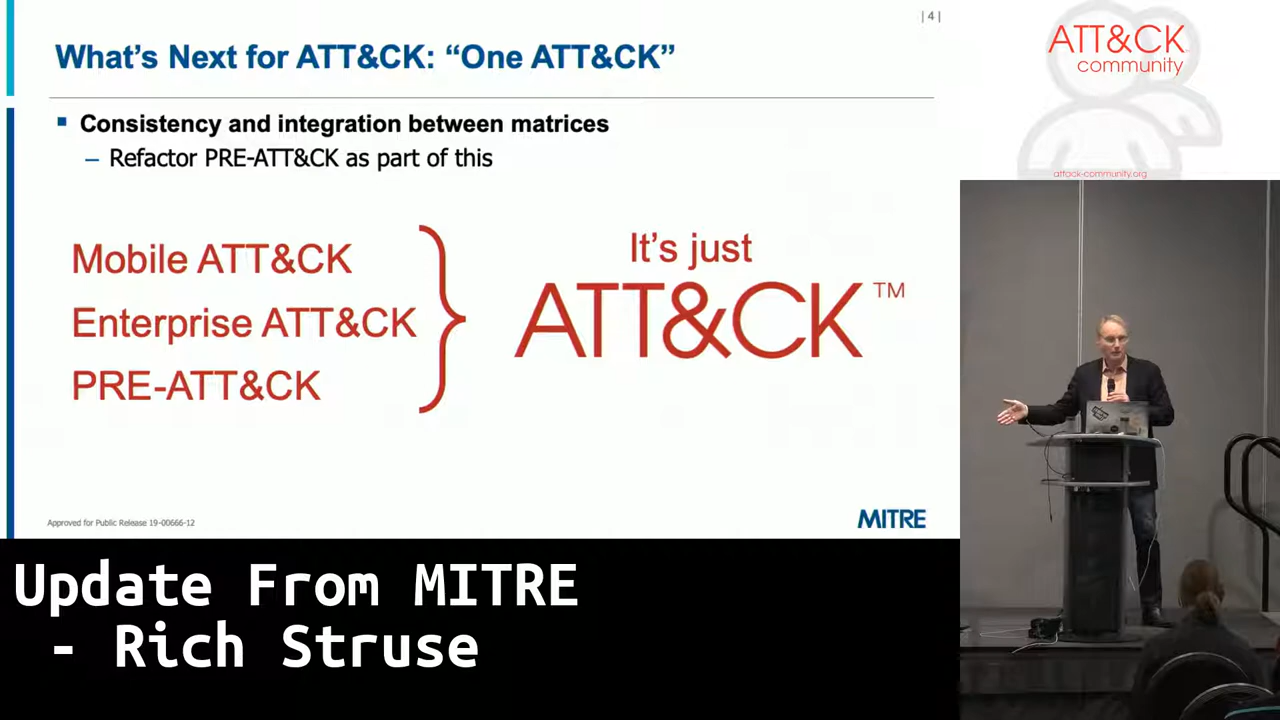 | 4 |
What's Next for ATT&CK: “One ATT&CK”
▪ Consistency and integration between matrices
– Refactor PRE-ATT&CK as part of this
Mobile ATT&CK
Enterprise ATT&CK
PRE-ATT&CK
It's just
ATT&CK™
Approved for Public Release 19-00666-12
MITRE
ATT&CK
community
attack-community.org
Update From MITRE
- Rich Struse